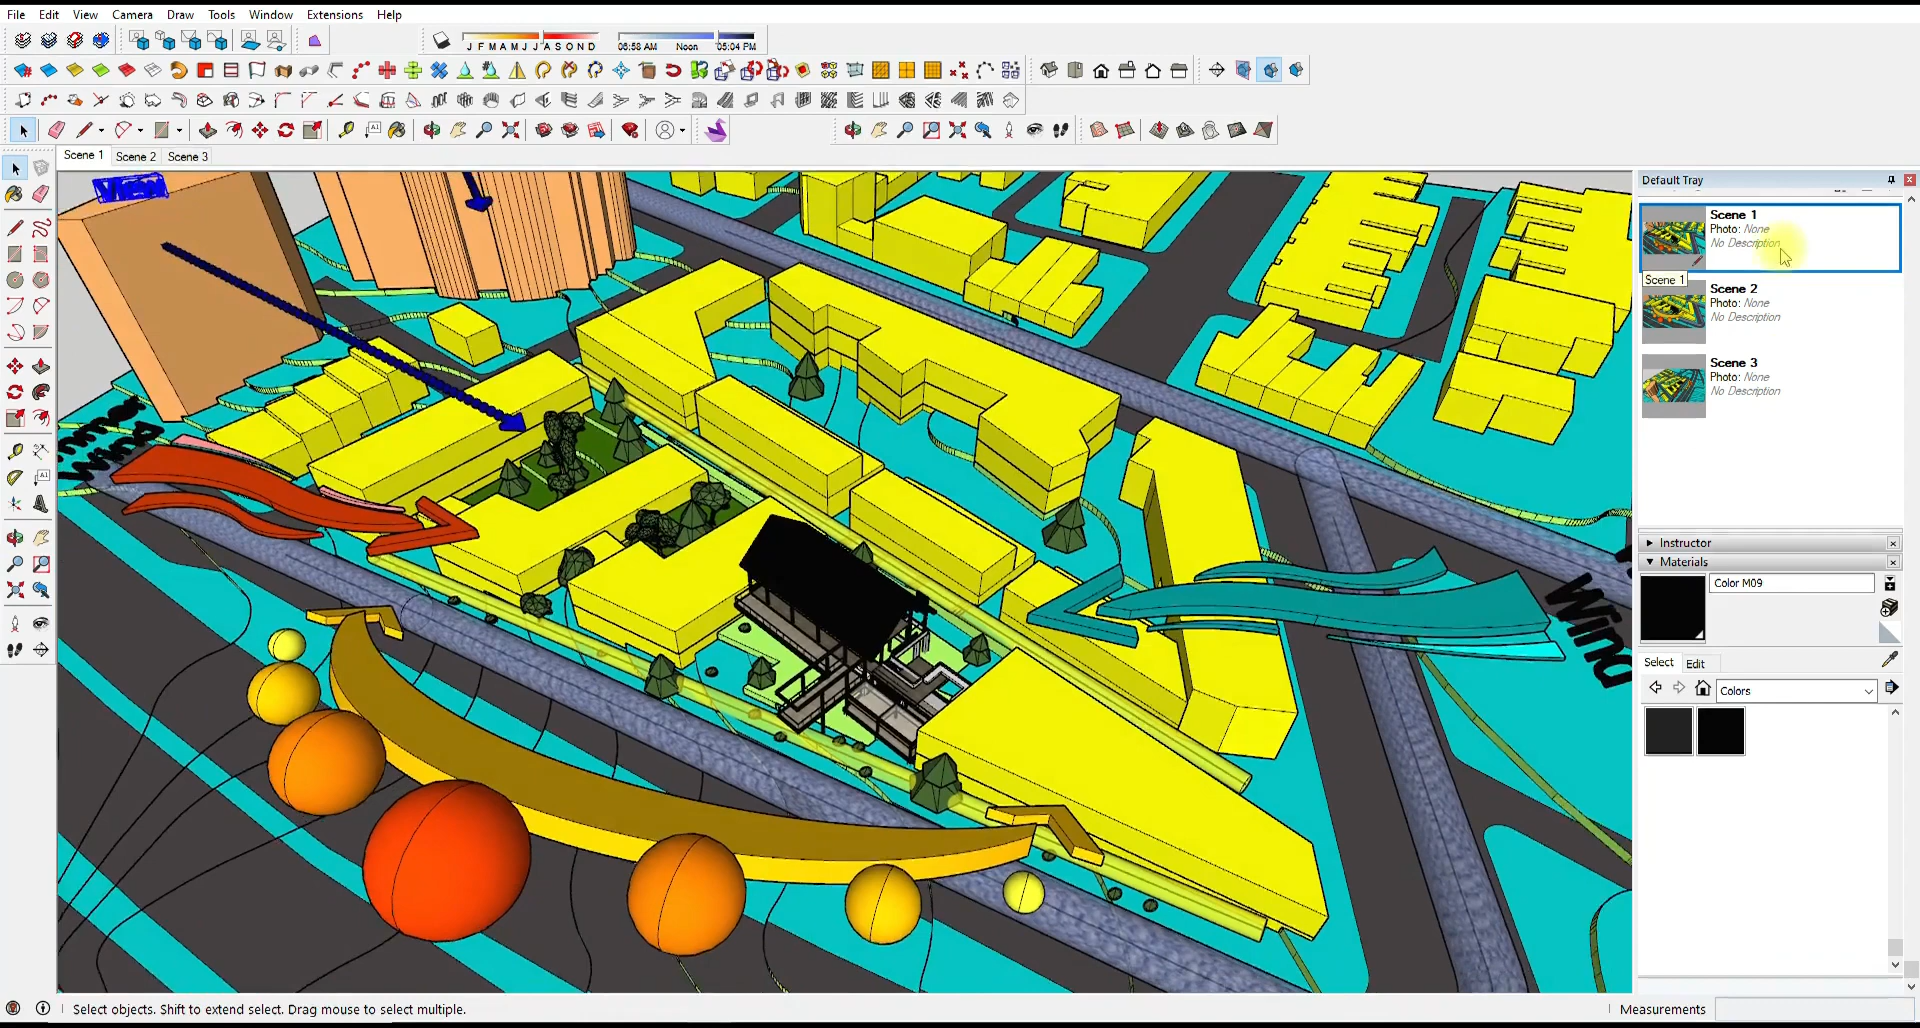 File Edit View Camera Draw Tools Window Extensions Help
J F M A M J J A S O N D
06:58 AM Noon 05:04 PM
Scene 1 Scene 2 Scene 3
Default Tray
View
Scene 1
Photo: None
No Description
Scene 1
Scene 2
Photo: None
No Description
Scene 3
Photo: None
No Description
Wind
Wind
Instructor
Materials
Color M09
Select Edit
Colors
Select objects. Shift to extend select. Drag mouse to select multiple.
Measurements